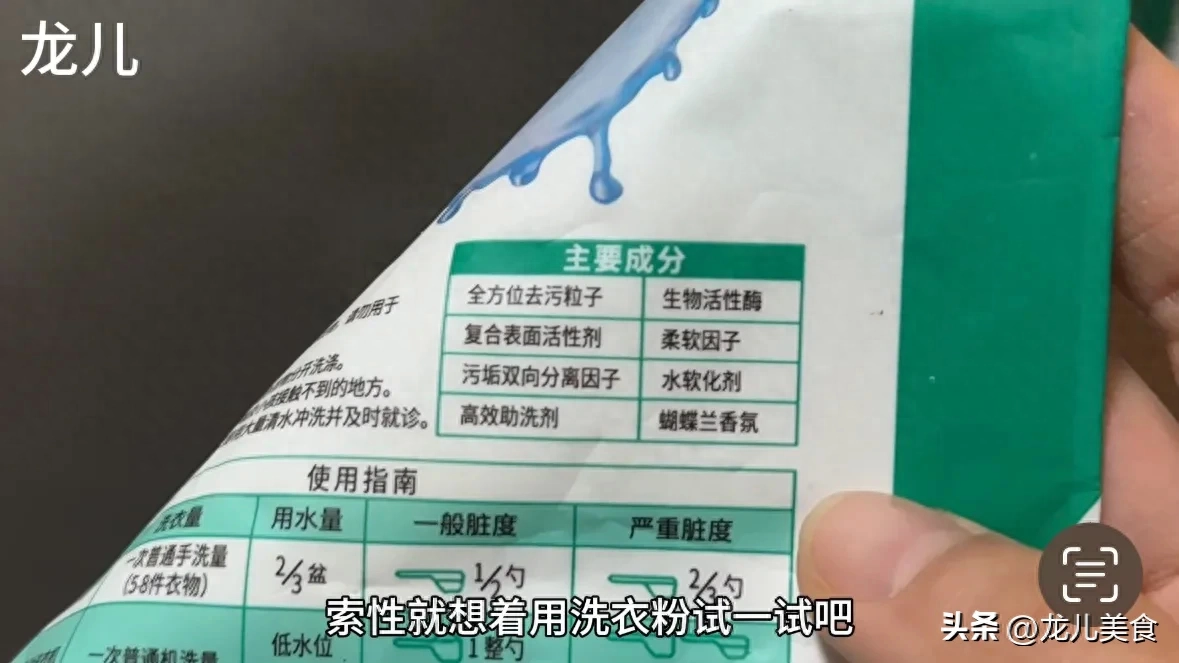 龙儿
主要成分
全方位去污粒子 生物活性酶
复合表面活性剂 柔软因子
污垢双向分离因子 水软化剂
高效助洗剂 蝴蝶兰香氛
请勿用于
分开洗涤。
接触不到的地方。
大量清水冲洗并及时就诊。
使用指南
洗衣量 用水量 一般脏度 严重脏度
一次普通手洗量 2/3盆 1/2勺 2/3勺
(5-8件衣物)
一次普通机洗量 低水位 1整勺
索性就想着用洗衣粉试一试吧
头条 @龙儿美食